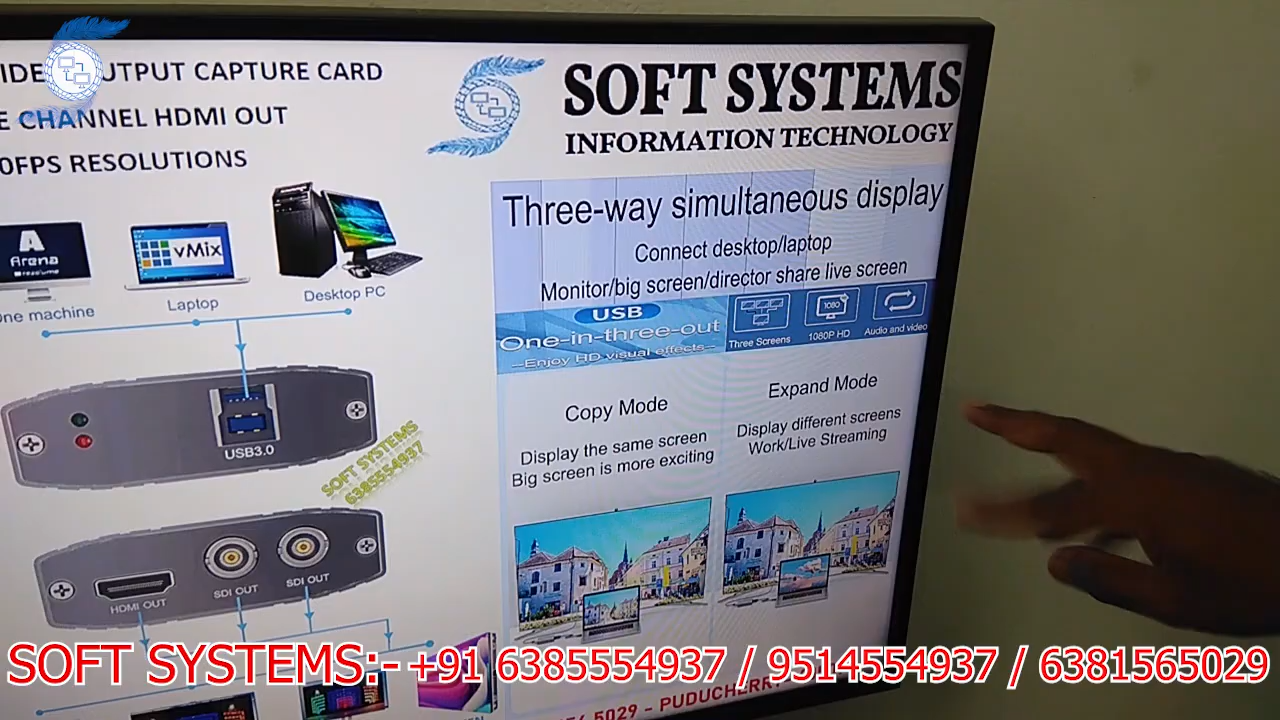 UTPUT CAPTURE CARD
CHANNEL HDMI OUT
0FPS RESOLUTIONS
SOFT SYSTEMS
INFORMATION TECHNOLOGY
Three-way simultaneous display
Connect desktop/laptop
Monitor/big screen/director share live screen
USB
One-in-three-out
—Enjoy HD visual effects—
Three Screens
1080
1080P HD
Audio and video
Arena
vMix
ne machine
Laptop
Desktop PC
USB3.0
SOFT SYSTEMS
6385554937
HDMI OUT
SDI OUT
SDI OUT
Copy Mode
Display the same screen
Big screen is more exciting
Expand Mode
Display different screens
Work/Live Streaming
5029 - PUDUCHERRY
SOFT SYSTEMS:-+91 6385554937 / 9514554937 / 6381565029